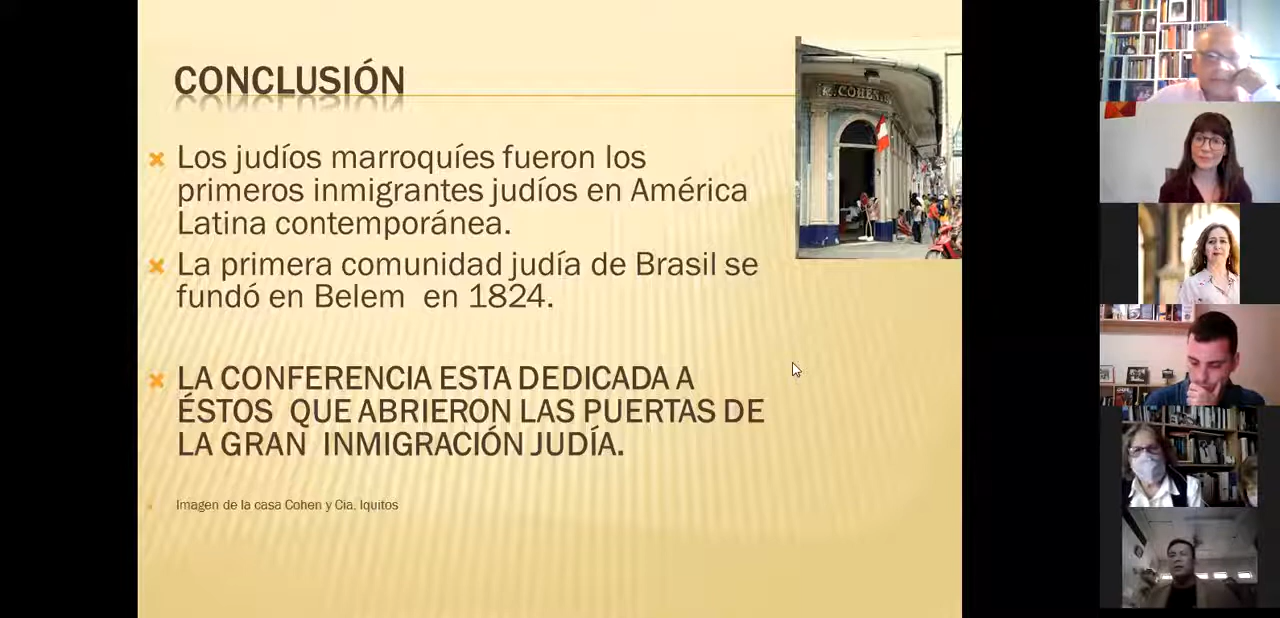 CONCLUSIÓN
R. COHEN
Los judíos marroquíes fueron los
primeros inmigrantes judíos en América
Latina contemporánea.
La primera comunidad judía de Brasil se
fundó en Belem en 1824.
LA CONFERENCIA ESTA DEDICADA A
ÉSTOS QUE ABRIERON LAS PUERTAS DE
LA GRAN INMIGRACIÓN JUDÍA.
Imagen de la casa Cohen y Cia. Iquitos